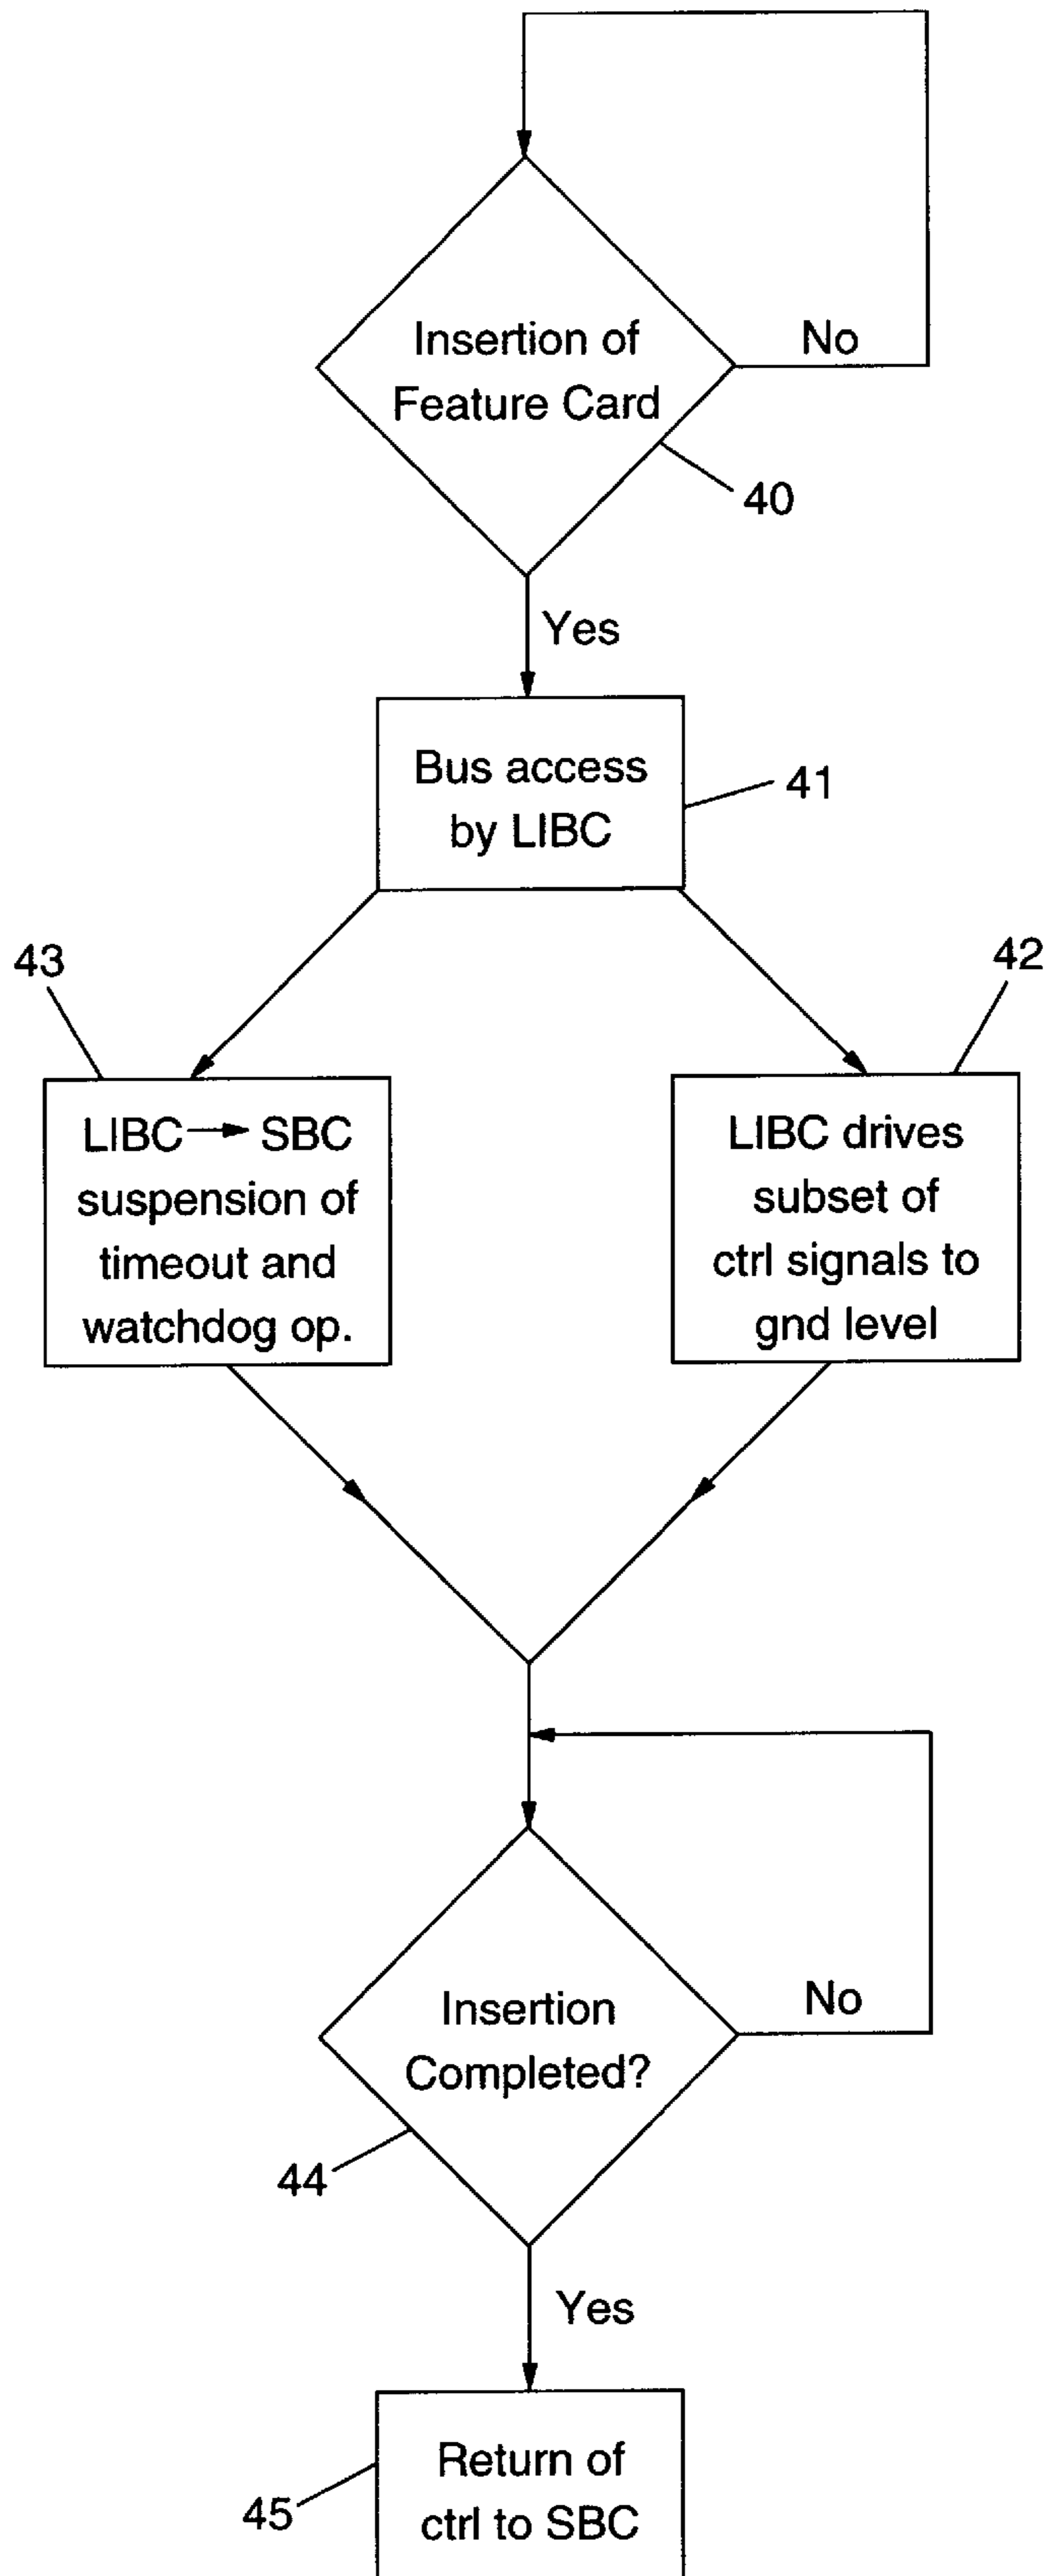 Insertion of
Feature Card
No
40
Yes
Bus access
by LIBC
41
43
42
LIBC → SBC
suspension of
timeout and
watchdog op.
LIBC drives
subset of
ctrl signals to
gnd level
Insertion
Completed?
No
44
Yes
Return of
ctrl to SBC
45